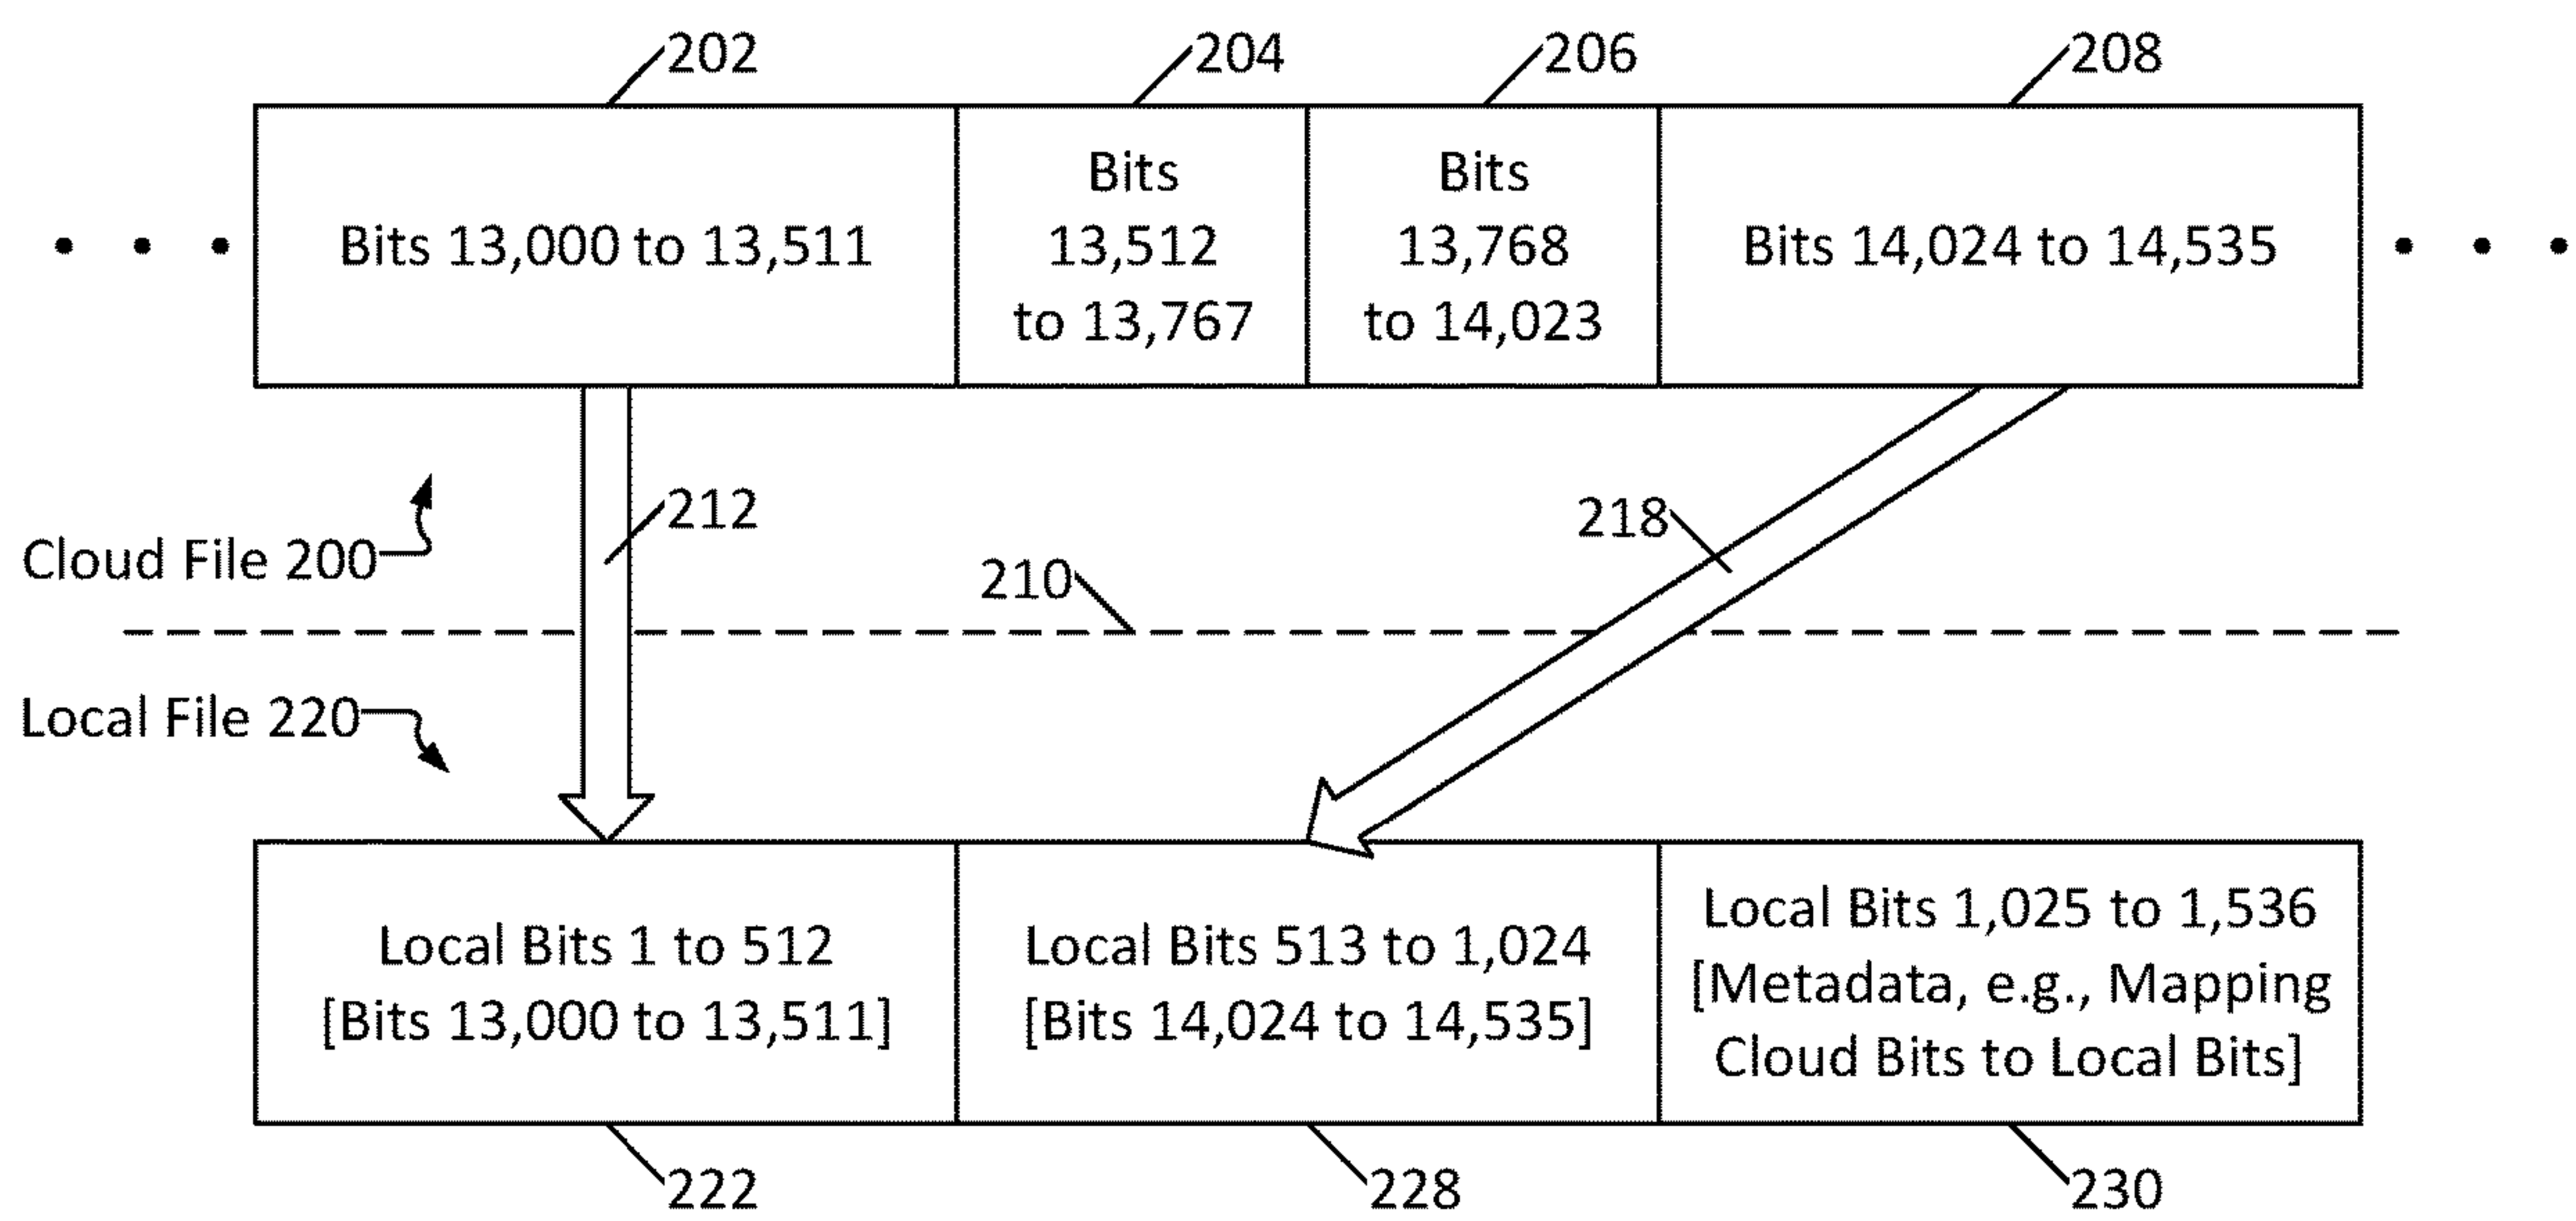 202
204
206
208
Bits 13,000 to 13,511
Bits
13,512
to 13,767
Bits
13,768
to 14,023
Bits 14,024 to 14,535
212
218
Cloud File 200
210
Local File 220
Local Bits 1 to 512
[Bits 13,000 to 13,511]
Local Bits 513 to 1,024
[Bits 14,024 to 14,535]
Local Bits 1,025 to 1,536
[Metadata, e.g., Mapping
Cloud Bits to Local Bits]
222
228
230